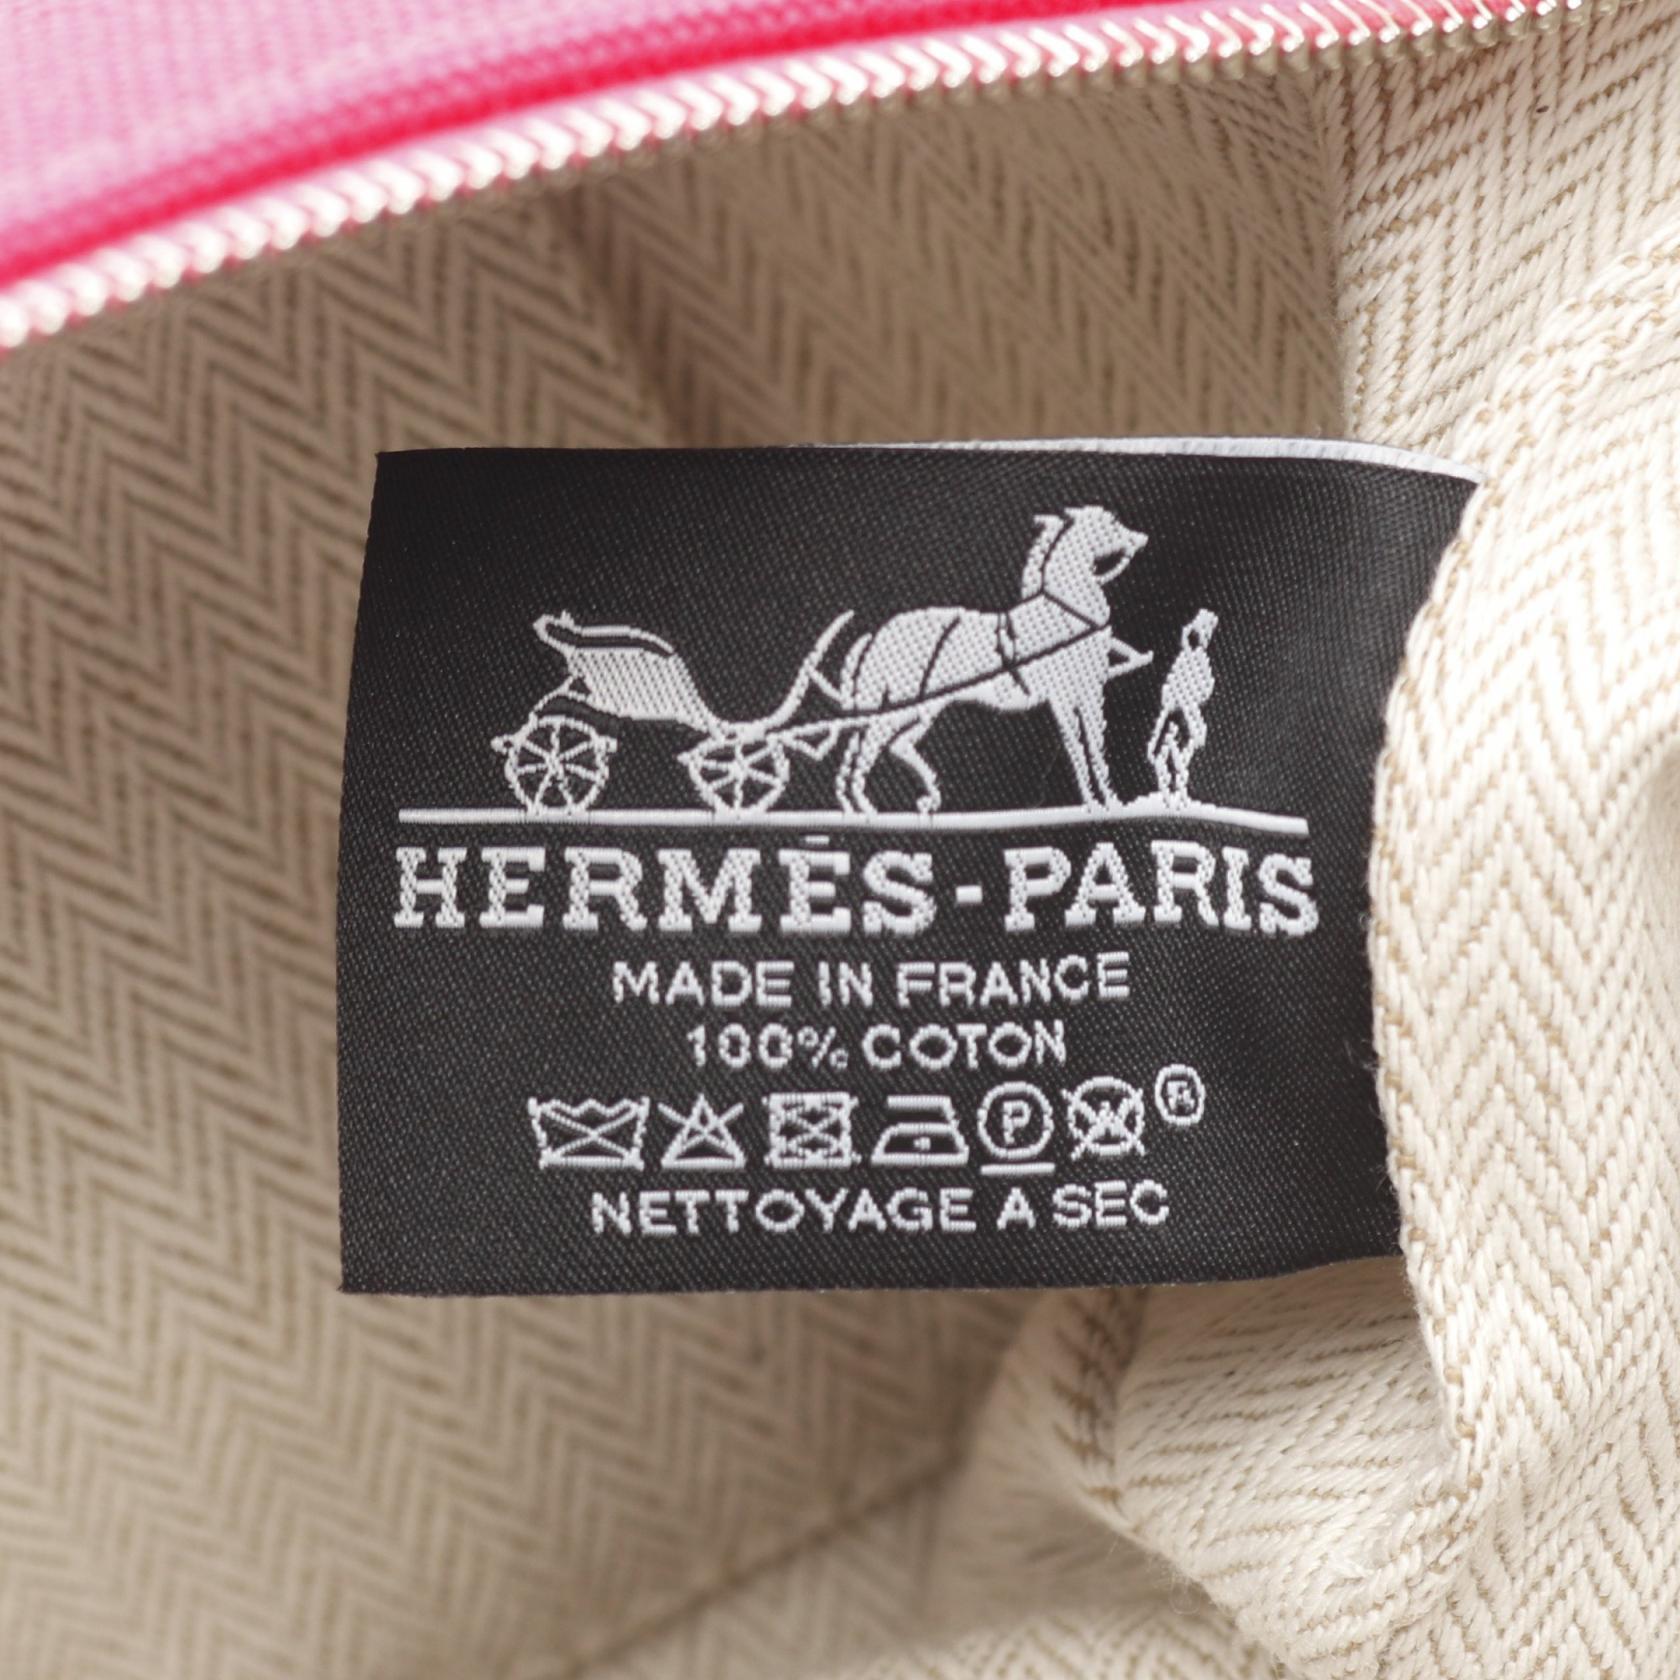 HERMÈS-PARIS
MADE IN FRANCE
100% COTON
P W ®
NETTOYAGE A SEC